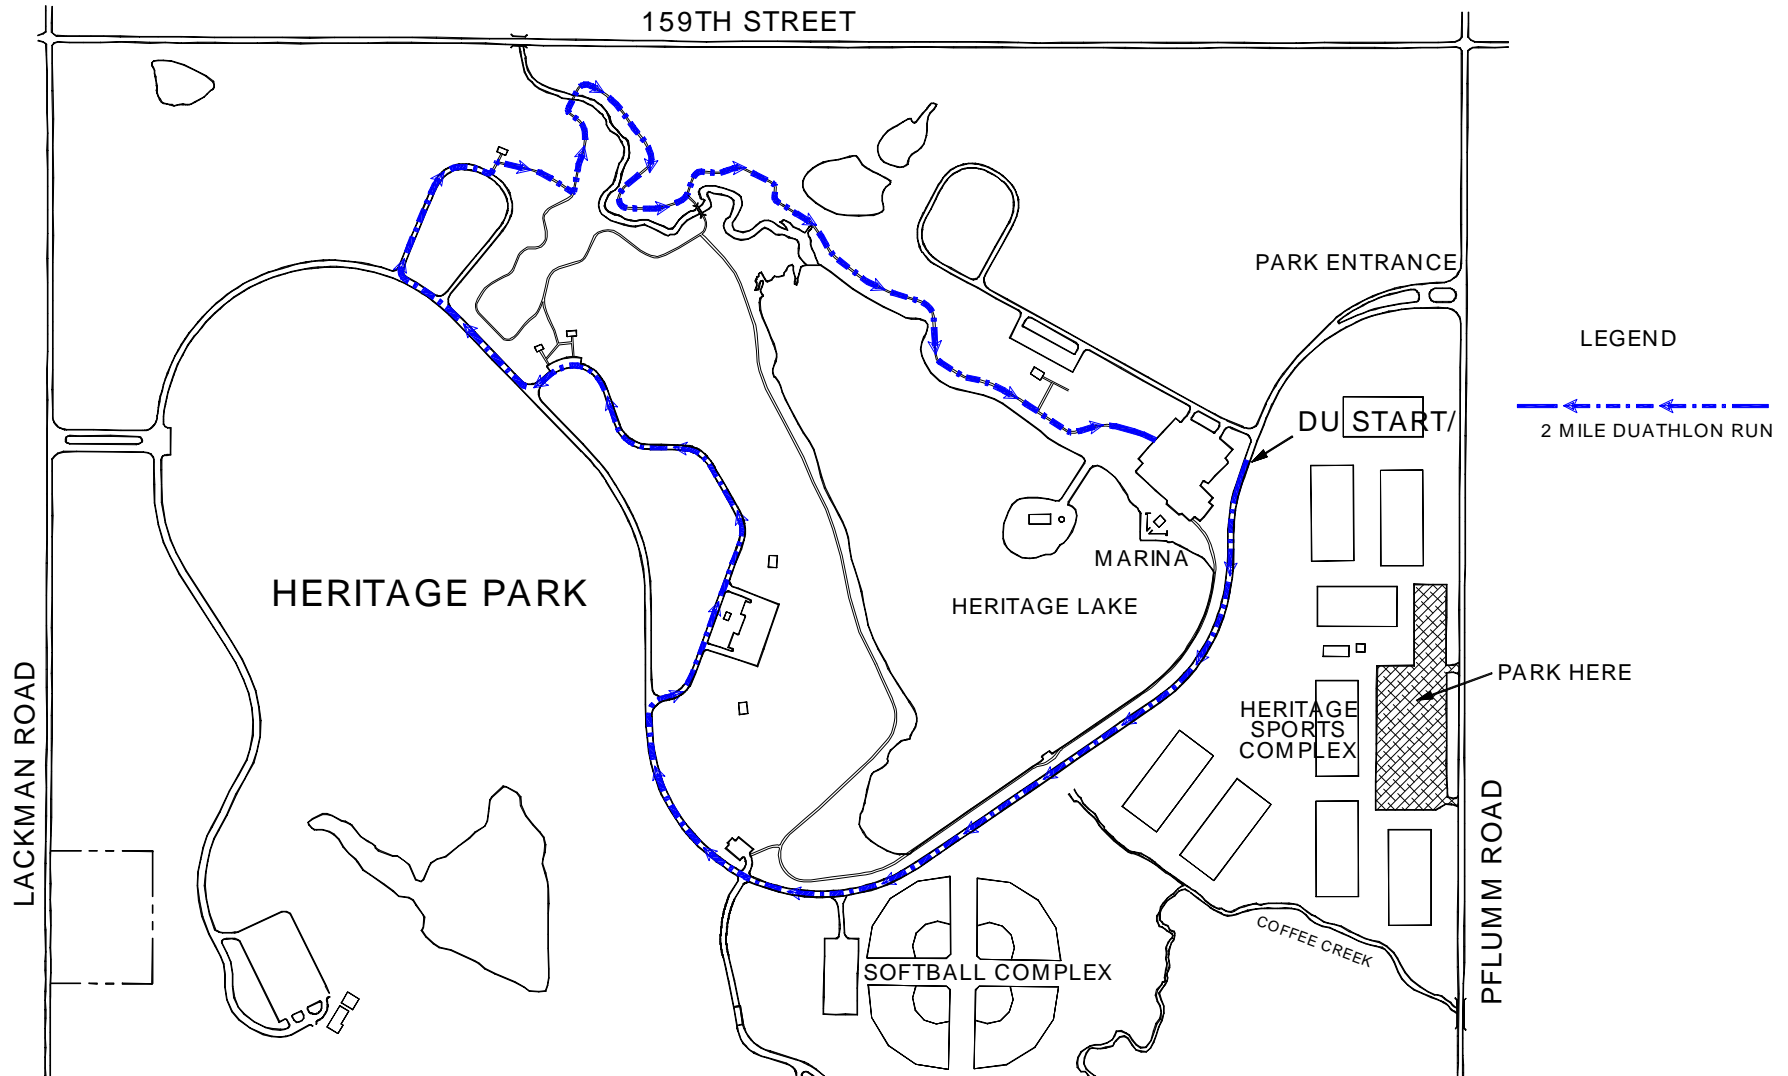 159TH STREET
PARK ENTRANCE
LEGEND
2 MILE DUATHLON RUN
DU START/
MARINA
HERITAGE PARK
HERITAGE LAKE
PARK HERE
HERITAGE
SPORTS
COMPLEX
LACKMAN ROAD
PFLUMM ROAD
COFFEE CREEK
SOFTBALL COMPLEX